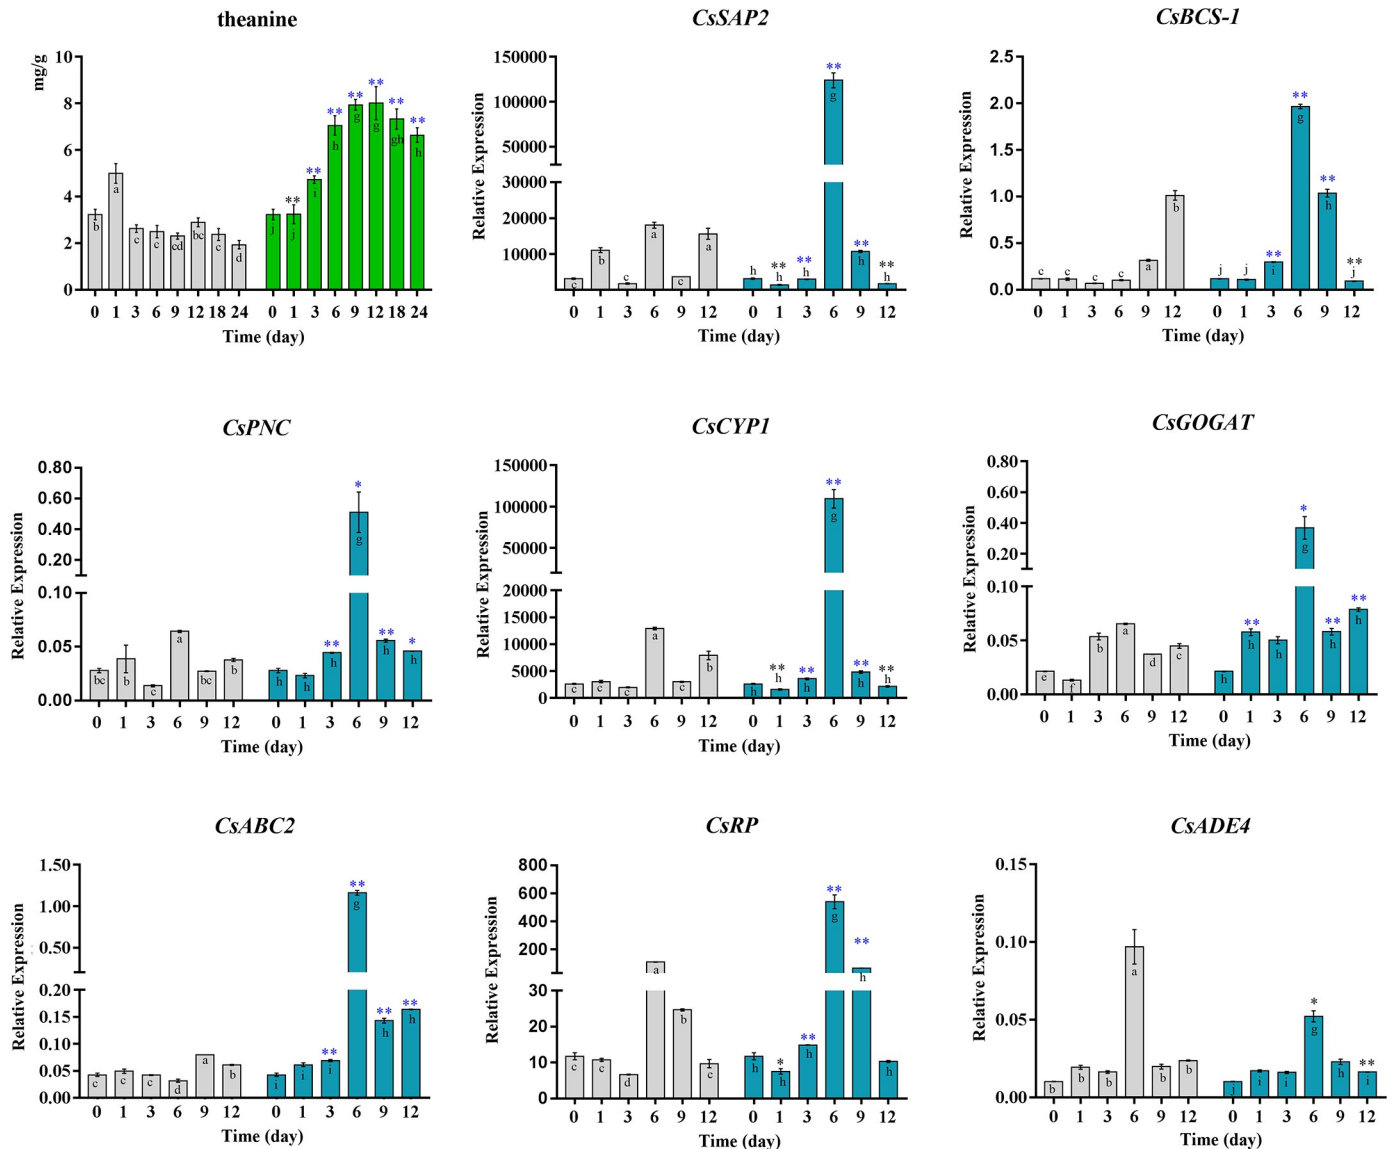 theanine
mg/g
10
8
6
4
2
0
** ** ** ** ** ** **
b a c c cd bc c d j j i h g g gh h
0 1 3 6 9 12 18 24 0 1 3 6 9 12 18 24
Time (day)
CsSAP2
Relative Expression
150000
100000
50000
30000
20000
10000
** ** ** ** **
c b c a c a h h h g h h
0 1 3 6 9 12 0 1 3 6 9 12
Time (day)
CsBCS-1
Relative Expression
2.5
2.0
1.5
1.0
0.5
0.0
** ** ** **
c c c c a b j j i g h j
0 1 3 6 9 12 0 1 3 6 9 12
Time (day)
CsPNC
Relative Expression
0.80
0.60
0.40
0.20
0.10
0.05
0.00
** * ** *
bc b c a bc b h h h g h h
0 1 3 6 9 12 0 1 3 6 9 12
Time (day)
CsCYP1
Relative Expression
150000
100000
50000
20000
15000
10000
5000
0
** ** ** ** **
c c c a c b h h h g h h
0 1 3 6 9 12 0 1 3 6 9 12
Time (day)
CsGOGAT
Relative Expression
0.80
0.60
0.40
0.20
0.10
0.05
0.00
** * ** **
e b a d c h h h g h h
0 1 3 6 9 12 0 1 3 6 9 12
Time (day)
CsABC2
Relative Expression
1.50
1.00
0.50
0.20
0.15
0.10
0.05
0.00
** ** ** **
c c c d a b i i i g h h
0 1 3 6 9 12 0 1 3 6 9 12
Time (day)
CsRP
Relative Expression
800
600
400
200
30
20
10
0
* ** ** **
c c d a b c h h h g h h
0 1 3 6 9 12 0 1 3 6 9 12
Time (day)
CsADE4
Relative Expression
0.15
0.10
0.05
0.00
* **
b b b a b b j i i g h i
0 1 3 6 9 12 0 1 3 6 9 12
Time (day)